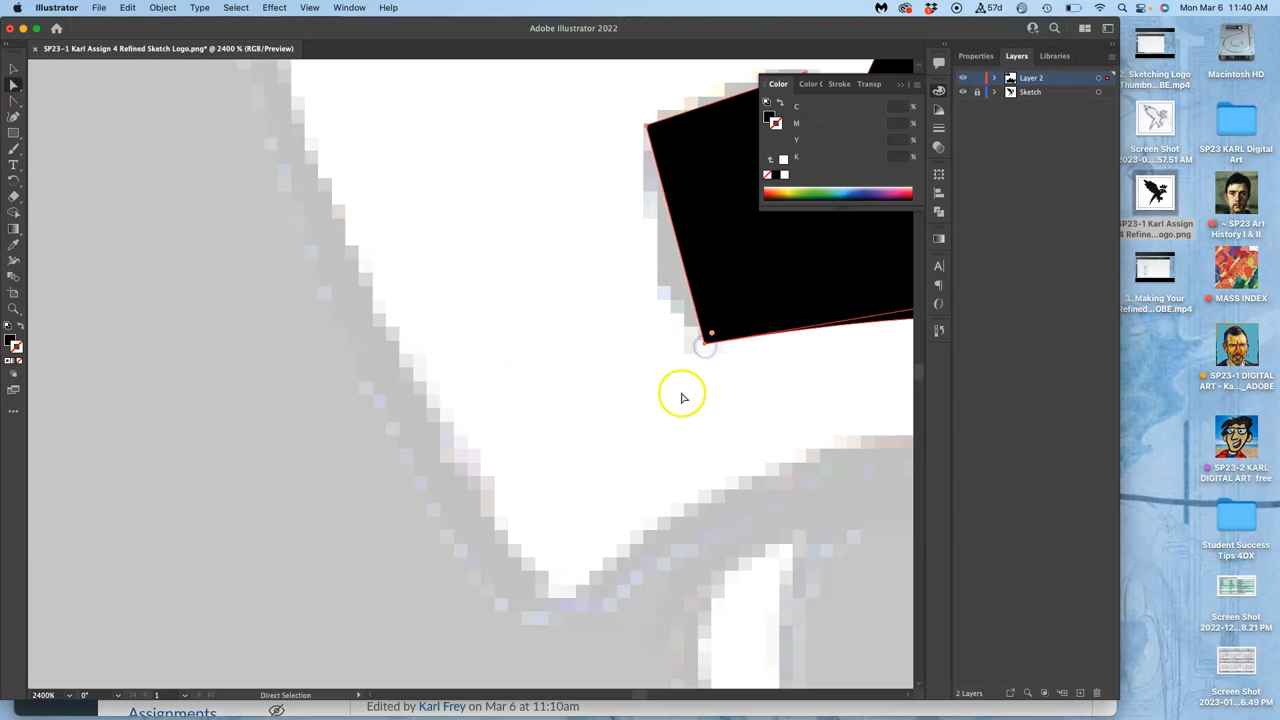 Illustrator File Edit Object Type Select Effect View Window Help
57d
Mon Mar 6 11:40 AM
Adobe Illustrator 2022
× SP23-1 Karl Assign 4 Refined Sketch Logo.png* @ 2400 % (RGB/Preview)
Properties Layers Libraries
Layer 2
Sketch
Color Color G Stroke Transp
C %
M %
Y %
K %
2. Sketching Logo
Thumbn...BE.mp4
Macintosh HD
Screen Shot
2023-0...57.51 AM
SP23 KARL Digital
Art
SP23-1 Karl Assign
4 Refine...ogo.png
~ SP23 Art
History I & II
3. Making Your
Refined...OBE.mp4
MASS INDEX
SP23-1 DIGITAL
ART - Ka..._ADOBE
SP23-2 KARL
DIGITAL ART free
Student Success
Tips 4DX
Screen Shot
2022-12...8.21 PM
Screen Shot
2023-01...6.49 PM
2400% 0° 1 Direct Selection
2 Layers
Assignments
Edited by Karl Frey on Mar 6 at 11:10am